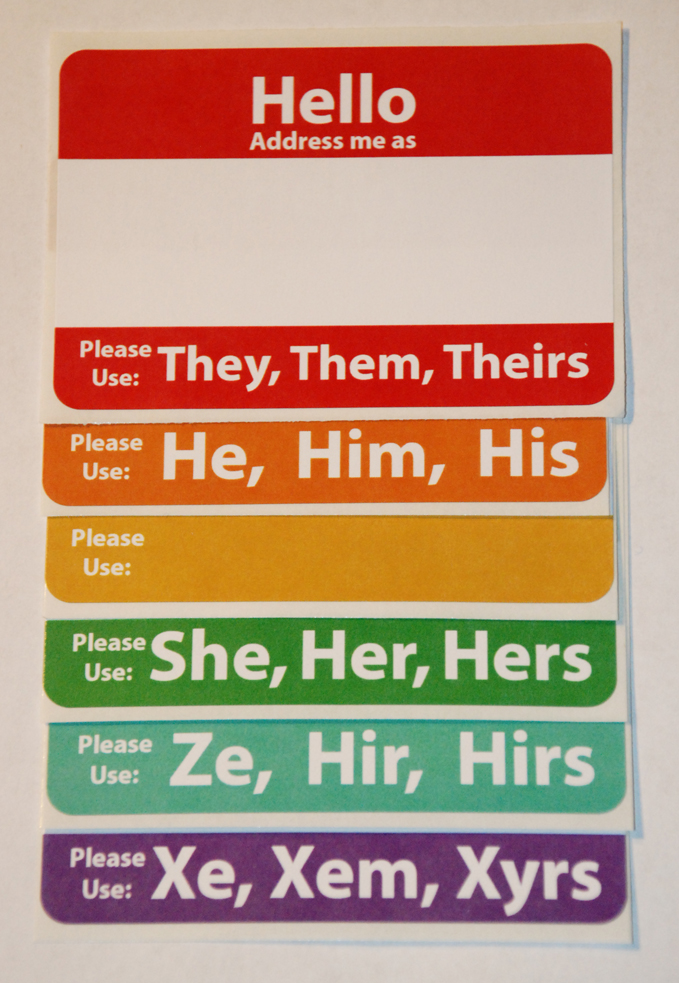 Hello
Address me as
Please
Use: They, Them, Theirs
Please
Use: He, Him, His
Please
Use:
Please
Use: She, Her, Hers
Please
Use: Ze, Hir, Hirs
Please
Use: Xe, Xem, Xyrs